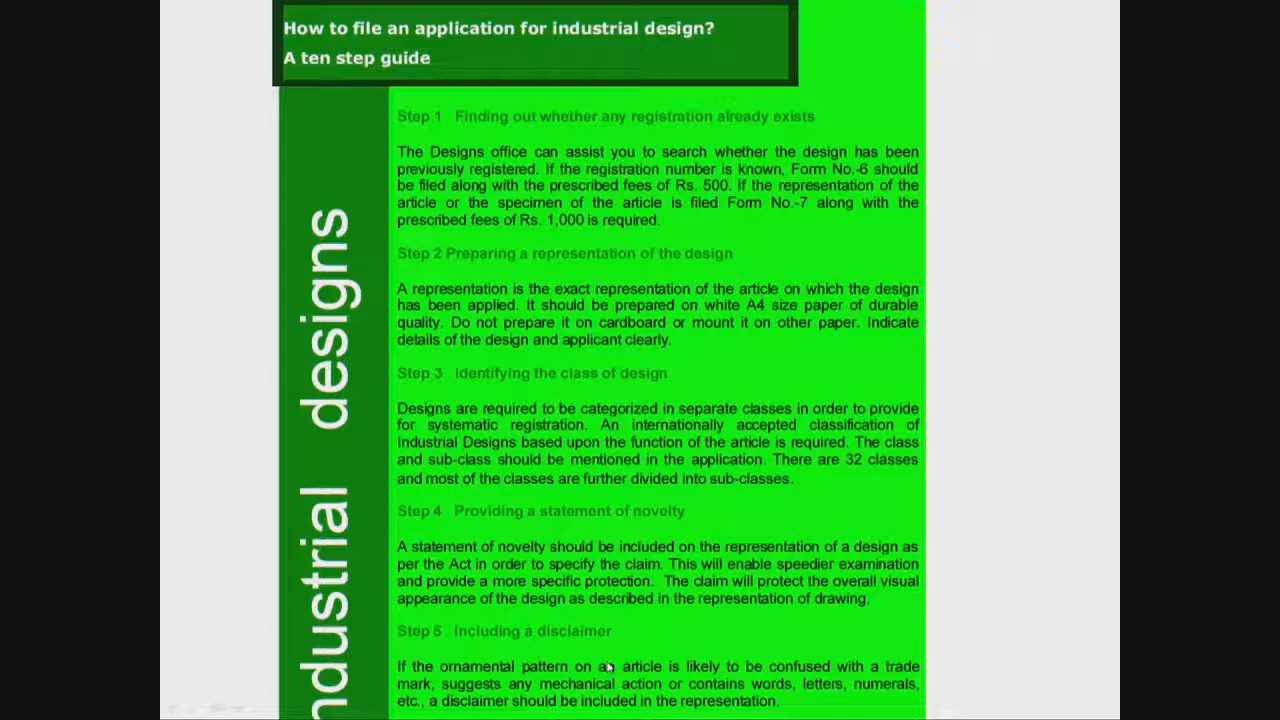 How to file an application for industrial design?
A ten step guide
Step 1 Finding out whether any registration already exists
The Designs office can assist you to search whether the design has been
previously registered. If the registration number is known, Form No.-6 should
be filed along with the prescribed fees of Rs. 500. If the representation of the
article or the specimen of the article is filed Form No.-7 along with the
prescribed fees of Rs. 1,000 is required.
Step 2 Preparing a representation of the design
A representation is the exact representation of the article on which the design
has been applied. It should be prepared on white A4 size paper of durable
quality. Do not prepare it on cardboard or mount it on other paper. Indicate
details of the design and applicant clearly.
Step 3 Identifying the class of design
Designs are required to be categorized in separate classes in order to provide
for systematic registration. An internationally accepted classification of
Industrial Designs based upon the function of the article is required. The class
and sub-class should be mentioned in the application. There are 32 classes
and most of the classes are further divided into sub-classes.
Step 4 Providing a statement of novelty
A statement of novelty should be included on the representation of a design as
per the Act in order to specify the claim. This will enable speedier examination
and provide a more specific protection. The claim will protect the overall visual
appearance of the design as described in the representation of drawing.
Step 5 Including a disclaimer
If the ornamental pattern on an article is likely to be confused with a trade
mark, suggests any mechanical action or contains words, letters, numerals,
etc., a disclaimer should be included in the representation.
ndustrial designs